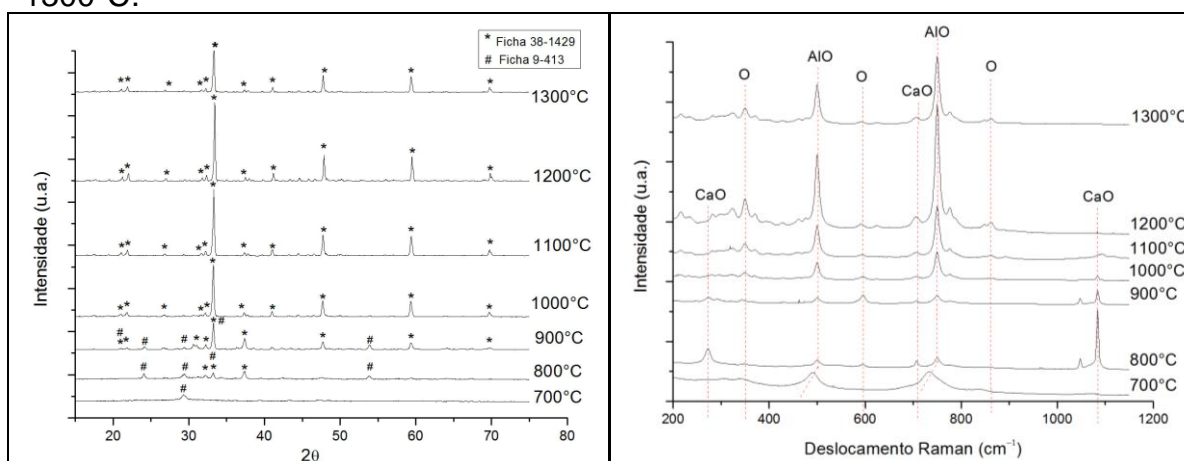 1300°C.
* Ficha 38-1429
# Ficha 9-413
1300°C
1200°C
1100°C
1000°C
900°C
800°C
700°C
Intensidade (u.a.)
15 20 30 40 50 60 70 80
2θ
AlO
AlO
O
O
O
CaO
1300°C
CaO
CaO
1200°C
1100°C
1000°C
900°C
800°C
700°C
Intensidade (u.a.)
200 400 600 800 1000 1200
Deslocamento Raman (cm⁻¹)